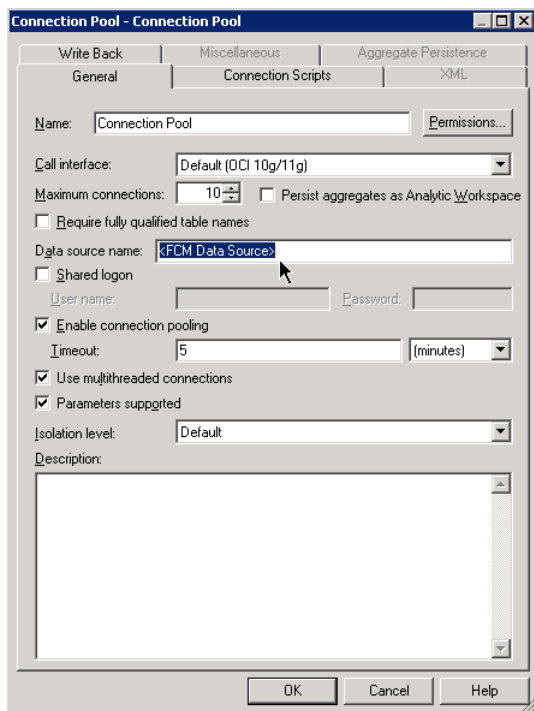 Connection Pool - Connection Pool
Write Back Miscellaneous Aggregate Persistence
General Connection Scripts XML
Name: Connection Pool Permissions...
Call interface: Default (OCI 10g/11g)
Maximum connections: 10 Persist aggregates as Analytic Workspace
Require fully qualified table names
Data source name: <FCM Data Source>
Shared logon
User name: Password:
Enable connection pooling
Timeout: 5 (minutes)
Use multithreaded connections
Parameters supported
Isolation level: Default
Description:
OK Cancel Help